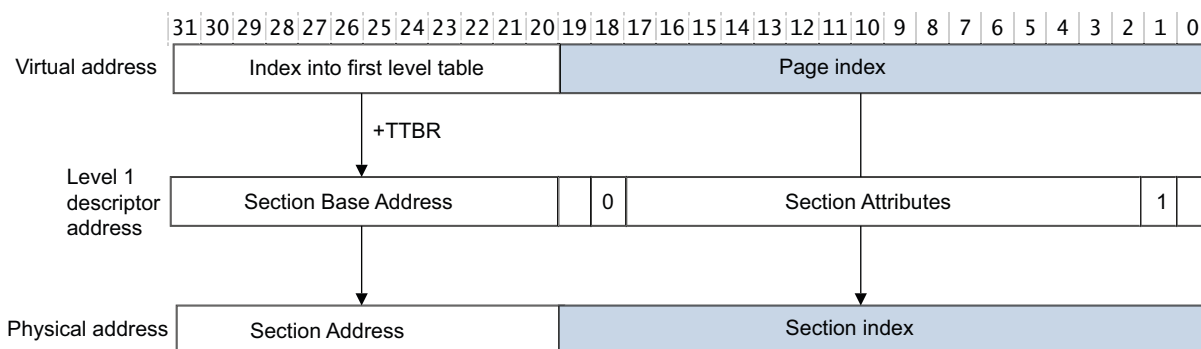 31 30 29 28 27 26 25 24 23 22 21 20 19 18 17 16 15 14 13 12 11 10 9 8 7 6 5 4 3 2 1 0
Virtual address Index into first level table Page index
+TTBR
Level 1
descriptor
address
Section Base Address 0 Section Attributes 1
Physical address Section Address Section index